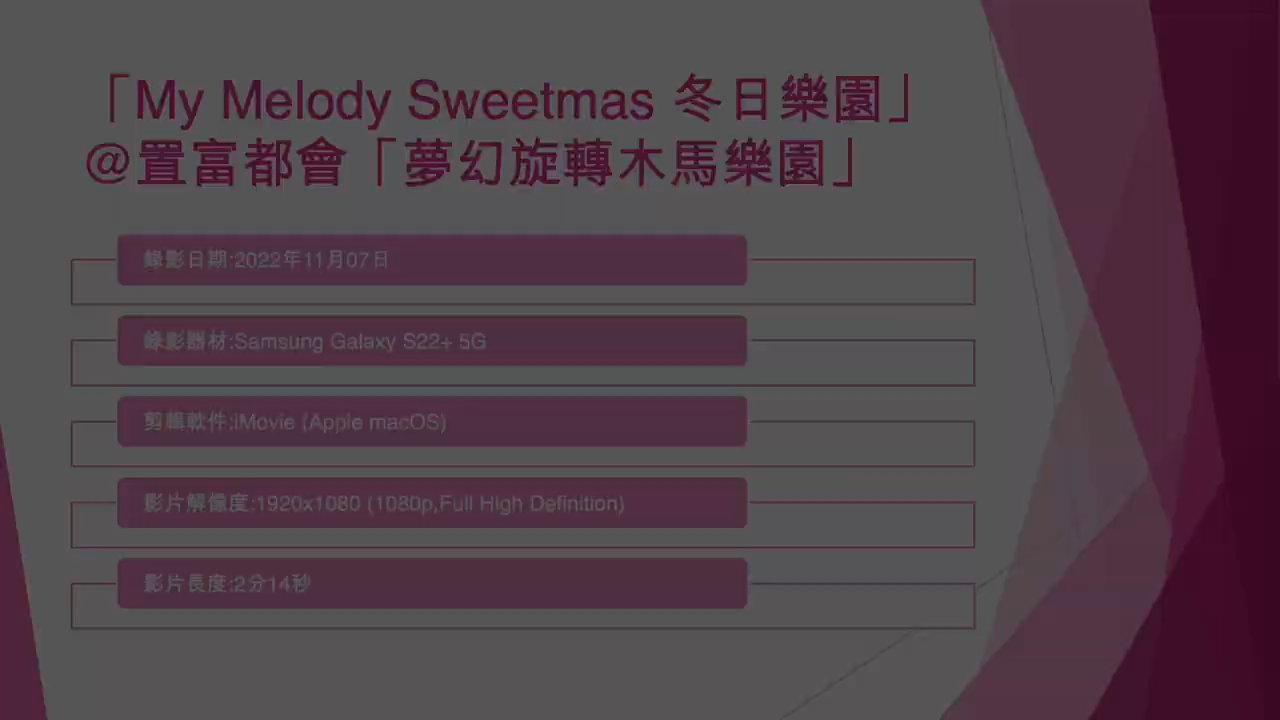 「My Melody Sweetmas 冬日樂園」
@置富都會「夢幻旋轉木馬樂園」
錄影日期:2022年11月07日
錄影器材:Samsung Galaxy S22+ 5G
剪輯軟件:iMovie (Apple macOS)
影片解像度:1920x1080 (1080p,Full High Definition)
影片長度:2分14秒